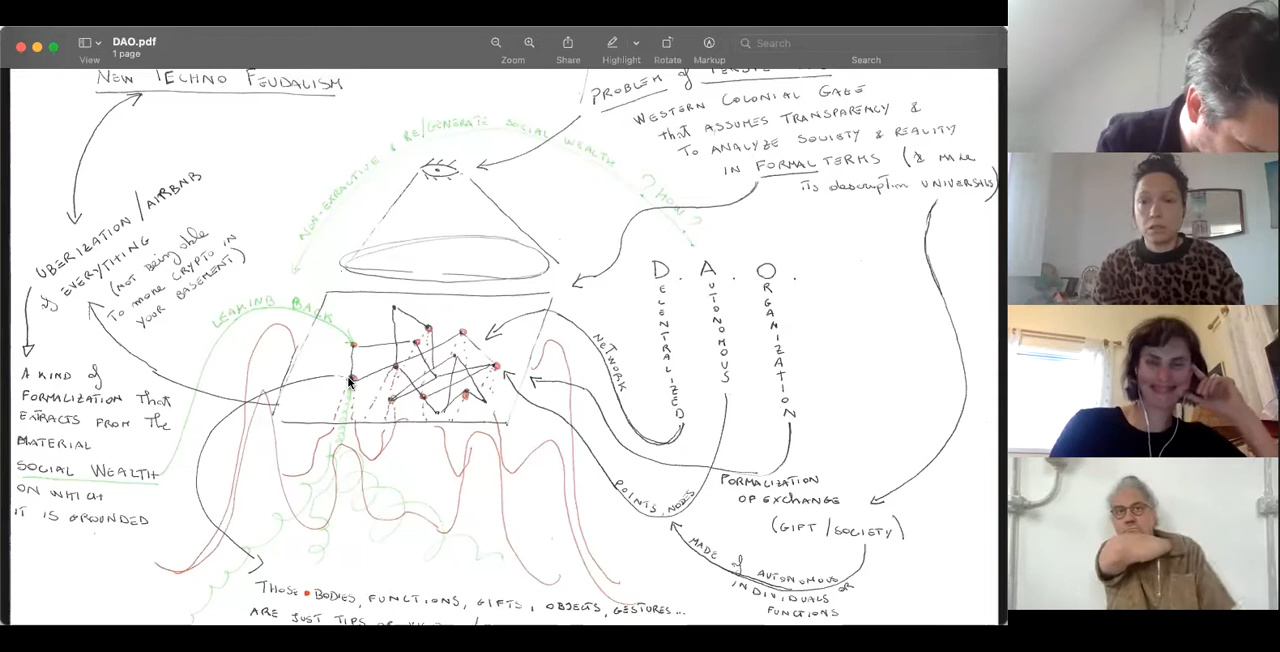 DAO.pdf
1 page
View
Zoom
Share
Highlight
Rotate
Markup
Search
Search
NEW TECHNO FEUDALISM
PROBLEM of
WESTERN COLONIAL GAZE
that ASSUMES TRANSPARENCY &
TO ANALYZE SOCIETY & REALITY
IN FORMAL TERMS (& MAKE
its description UNIVERSAL)
NON-EXTRACTIVE & RE/GENERATE SOCIAL WEALTH
? HOW ?
UBERIZATION / AIRBNB
of EVERYTHING
(NOT BEING ABLE
TO MAKE CRYPTO IN
YOUR BASEMENT)
LEAKING BACK
D. A. O.
DECENTRALIZED
AUTONOMOUS
ORGANIZATION
NETWORK
A KIND of
FORMALIZATION THAT
EXTRACTS FROM THE
MATERIAL
SOCIAL WEALTH
ON WHICH
IT IS GROUNDED
POINTS, NODES
FORMALIZATION
OF EXCHANGE
(GIFT / SOCIETY)
MADE of AUTONOMOUS
INDIVIDUALS OR
FUNCTIONS
THOSE • BODIES, FUNCTIONS, GIFTS, OBJECTS, GESTURES...
ARE JUST TIPS OF